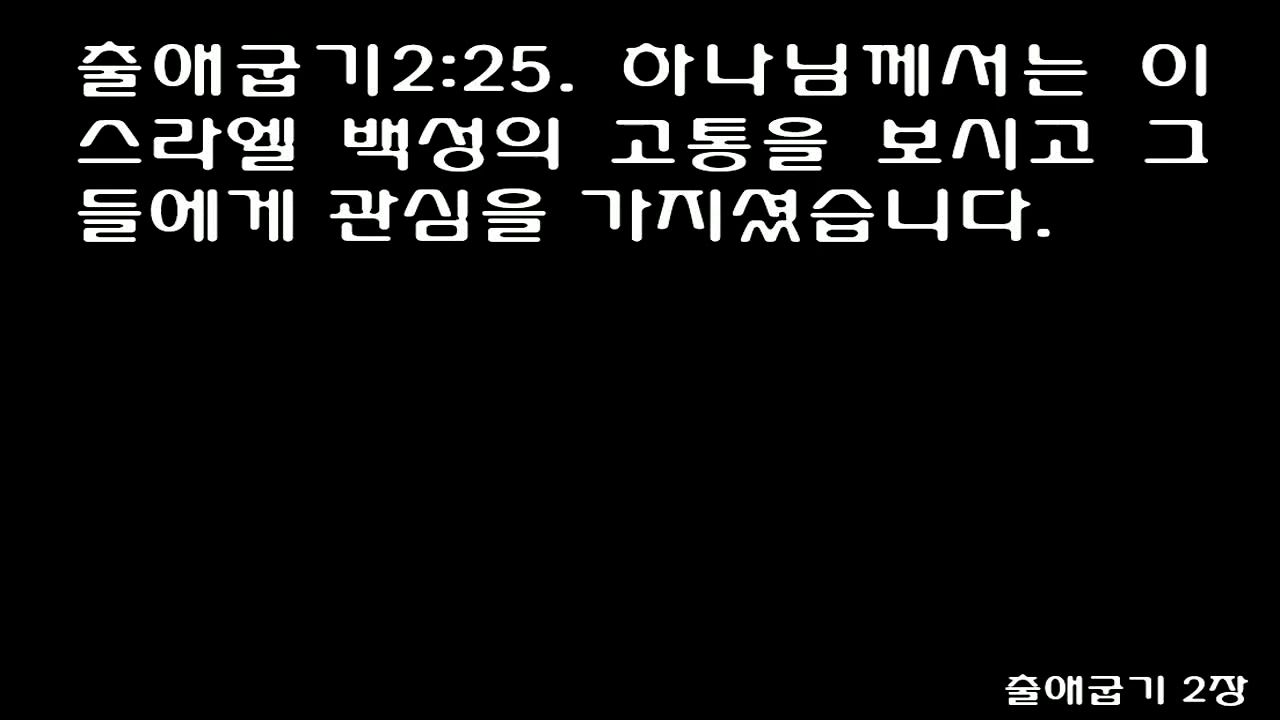 출애굽기2:25. 하나님께서는 이
스라엘 백성의 고통을 보시고 그
들에게 관심을 가지셨습니다.
출애굽기 2장